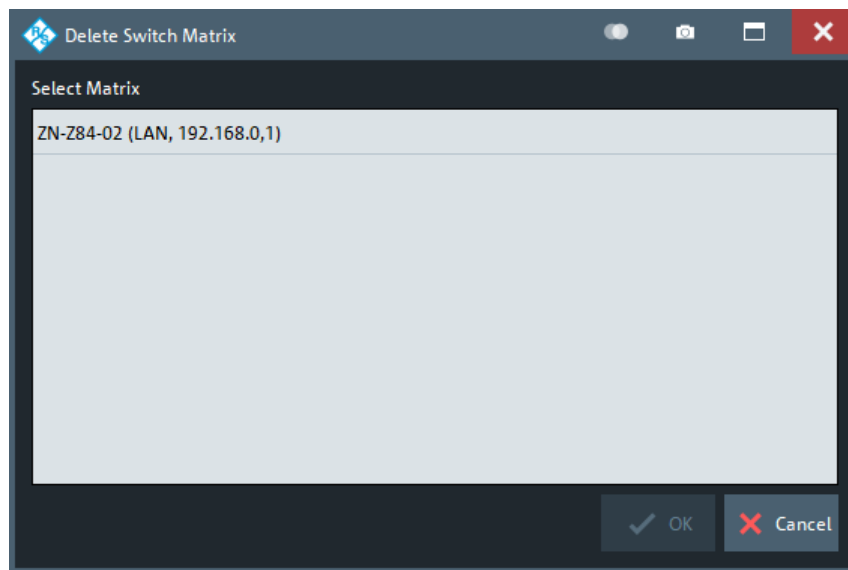 Delete Switch Matrix
Select Matrix
ZN-Z84-02 (LAN, 192.168.0,1)
OK
Cancel